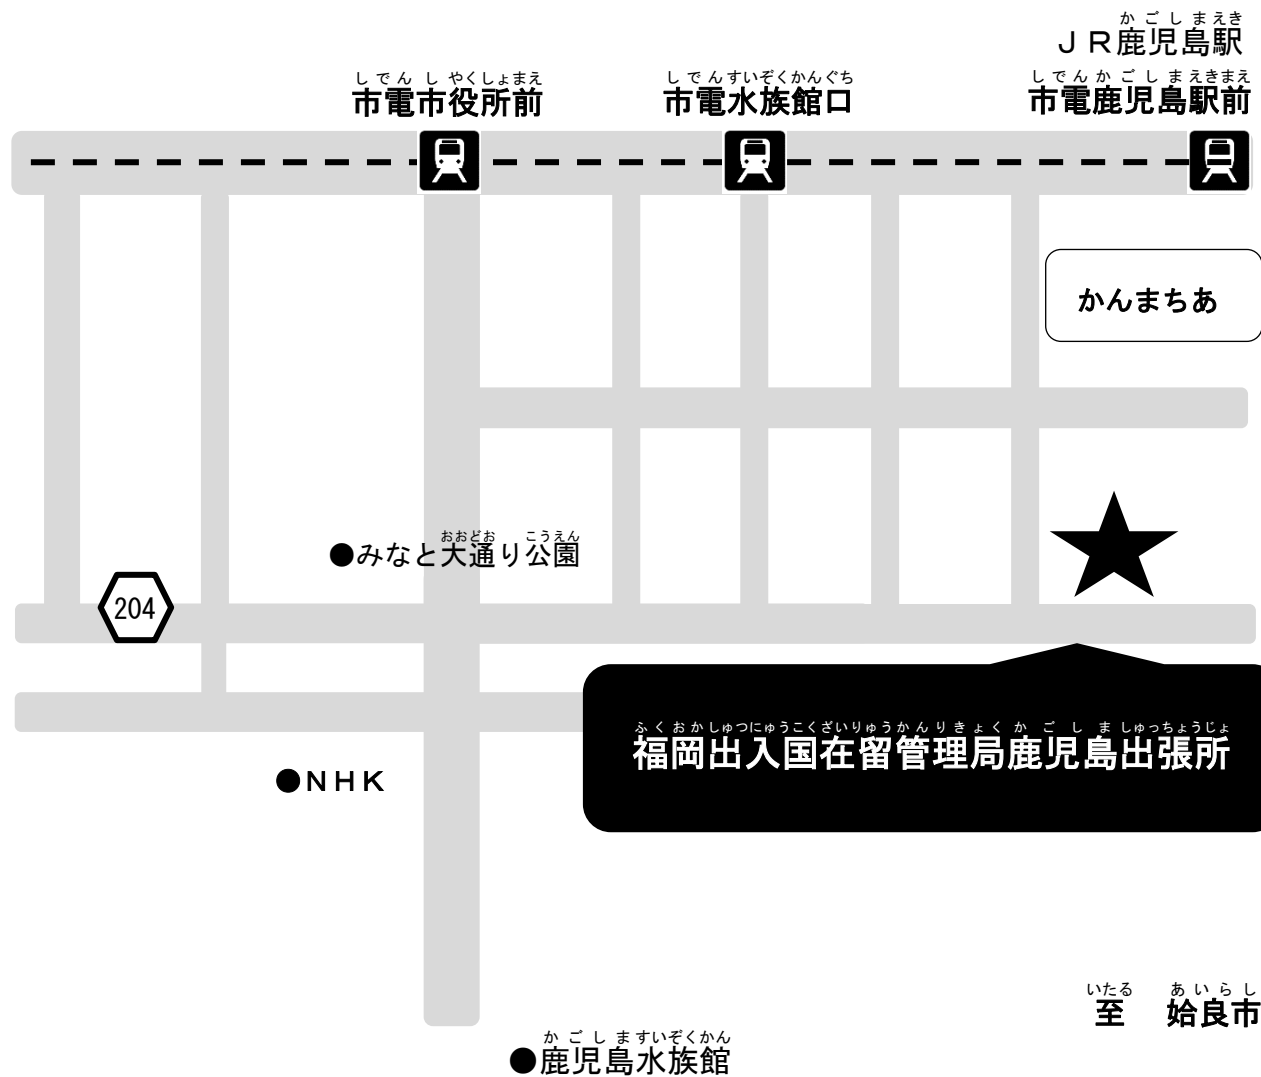 かごしまえき
ＪＲ鹿児島駅
しでんしやくしょまえ
市電市役所前
しでんすいぞくかんぐち
市電水族館口
しでんかごしまえきまえ
市電鹿児島駅前
かんまちあ
おおどお こうえん
●みなと大通り公園
204
ふくおかしゅつにゅうこくざいりゅうかんりきょくかごしましゅっちょうじょ
福岡出入国在留管理局鹿児島出張所
●ＮＨＫ
いたる あいらし
至　姶良市
かごしますいぞくかん
●鹿児島水族館